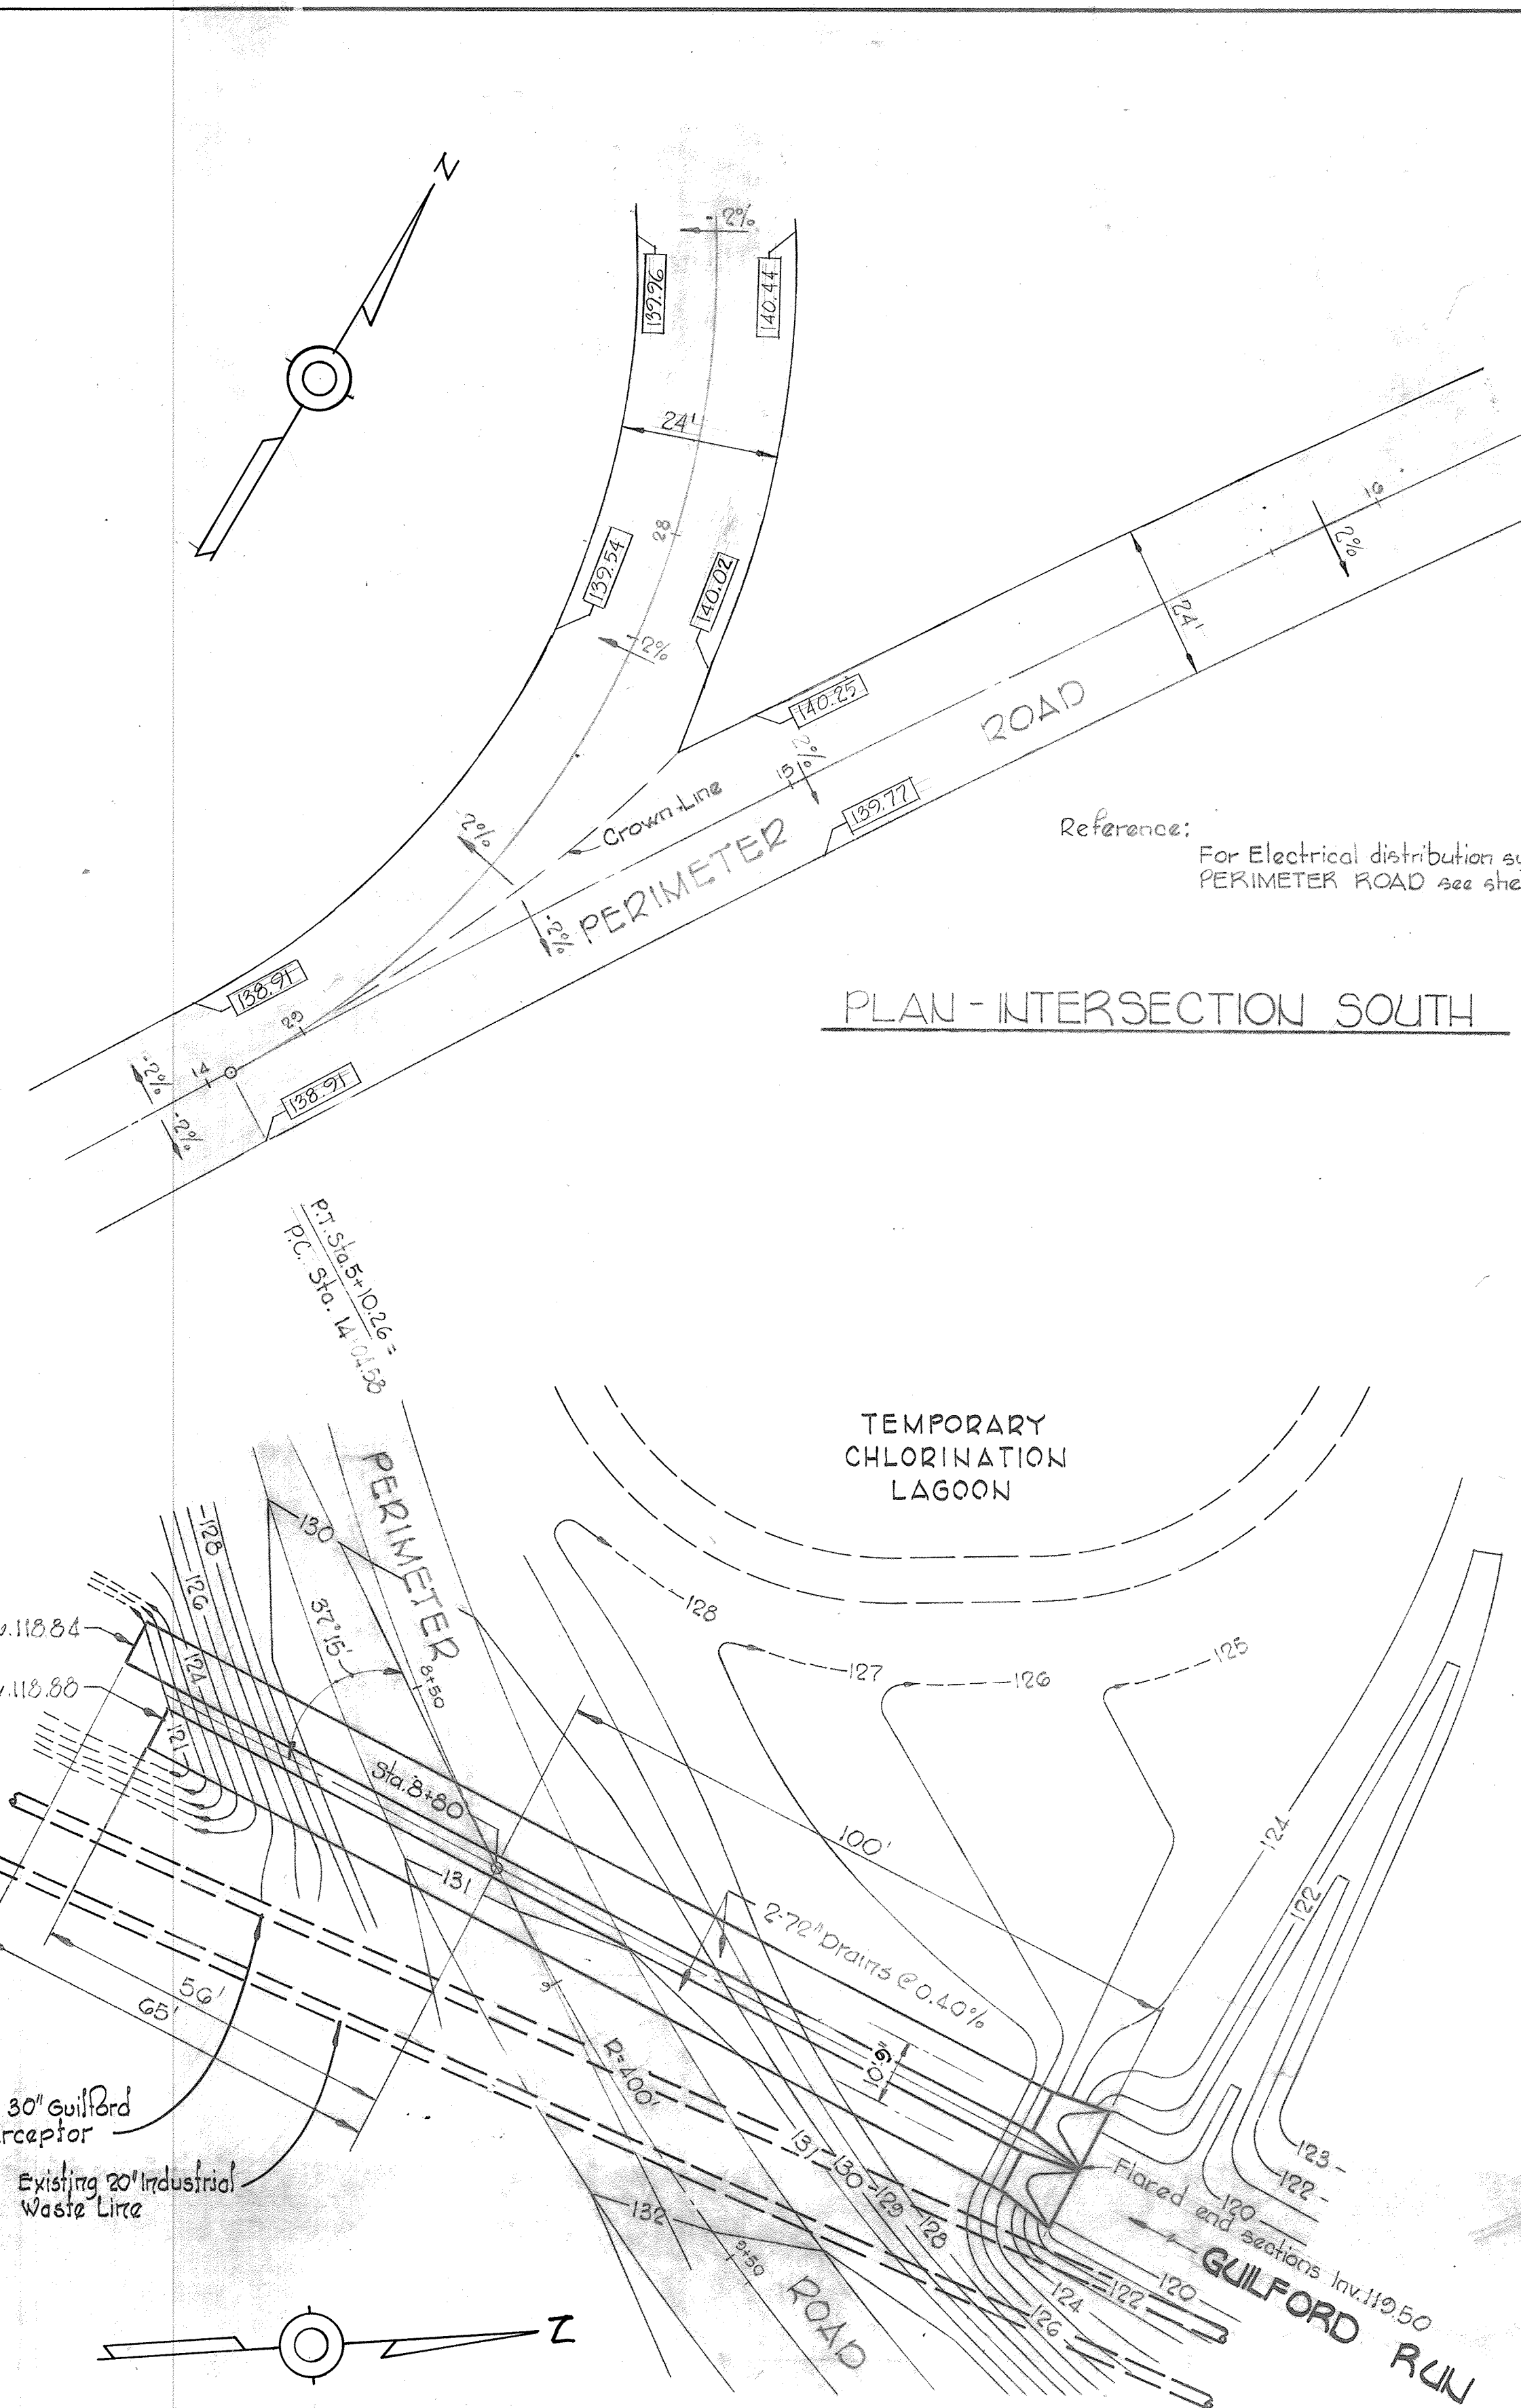 N
-2%
139.96
140.44
24'
28
139.54
140.02
-2%
16
2%
24'
140.25
ROAD
15
2%
139.77
Crown-Line
-2%
-2%
PERIMETER
Reference:
For Electrical distribution
PERIMETER ROAD see
PLAN - INTERSECTION SOUTH
138.91
29
14
-2%
-2%
138.91
P.T. Sta. 5+10.26 =
P.C. Sta. 14+04.58
TEMPORARY
CHLORINATION
LAGOON
PERIMETER
130
128
126
124
121
37°15'
8+50
118.84
118.88
128
127
126
125
Sta. 8+80
131
100'
2-72" Drains @ 0.40%
124
122
56'
65'
9
R=400'
30" Guilford
Existing 20" Industrial
Waste Line
131
130
129
128
132
9+50
ROAD
123
122
120
Flared end sections Inv. 119.50
GUILFORD RUN
120
122
124
126
N